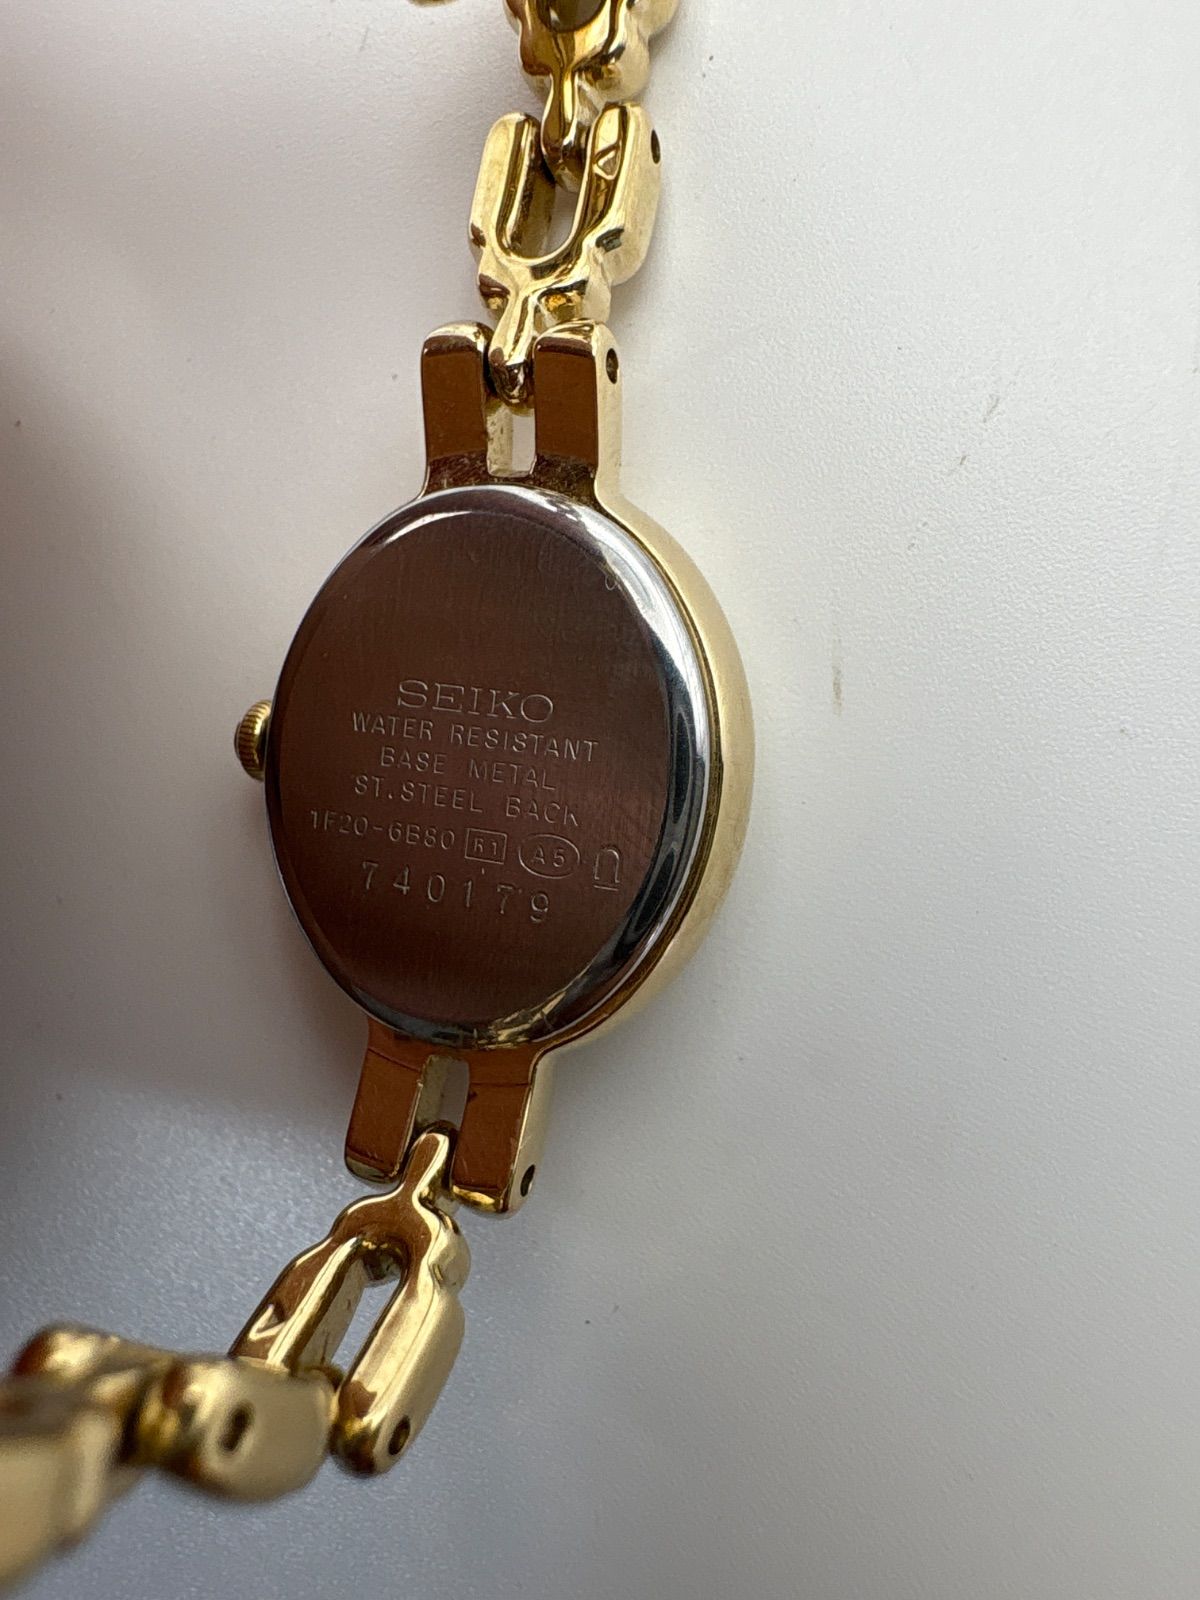 SEIKO
WATER RESISTANT
BASE METAL
ST.STEEL BACK
1F20-6B80 R1 A5
740179